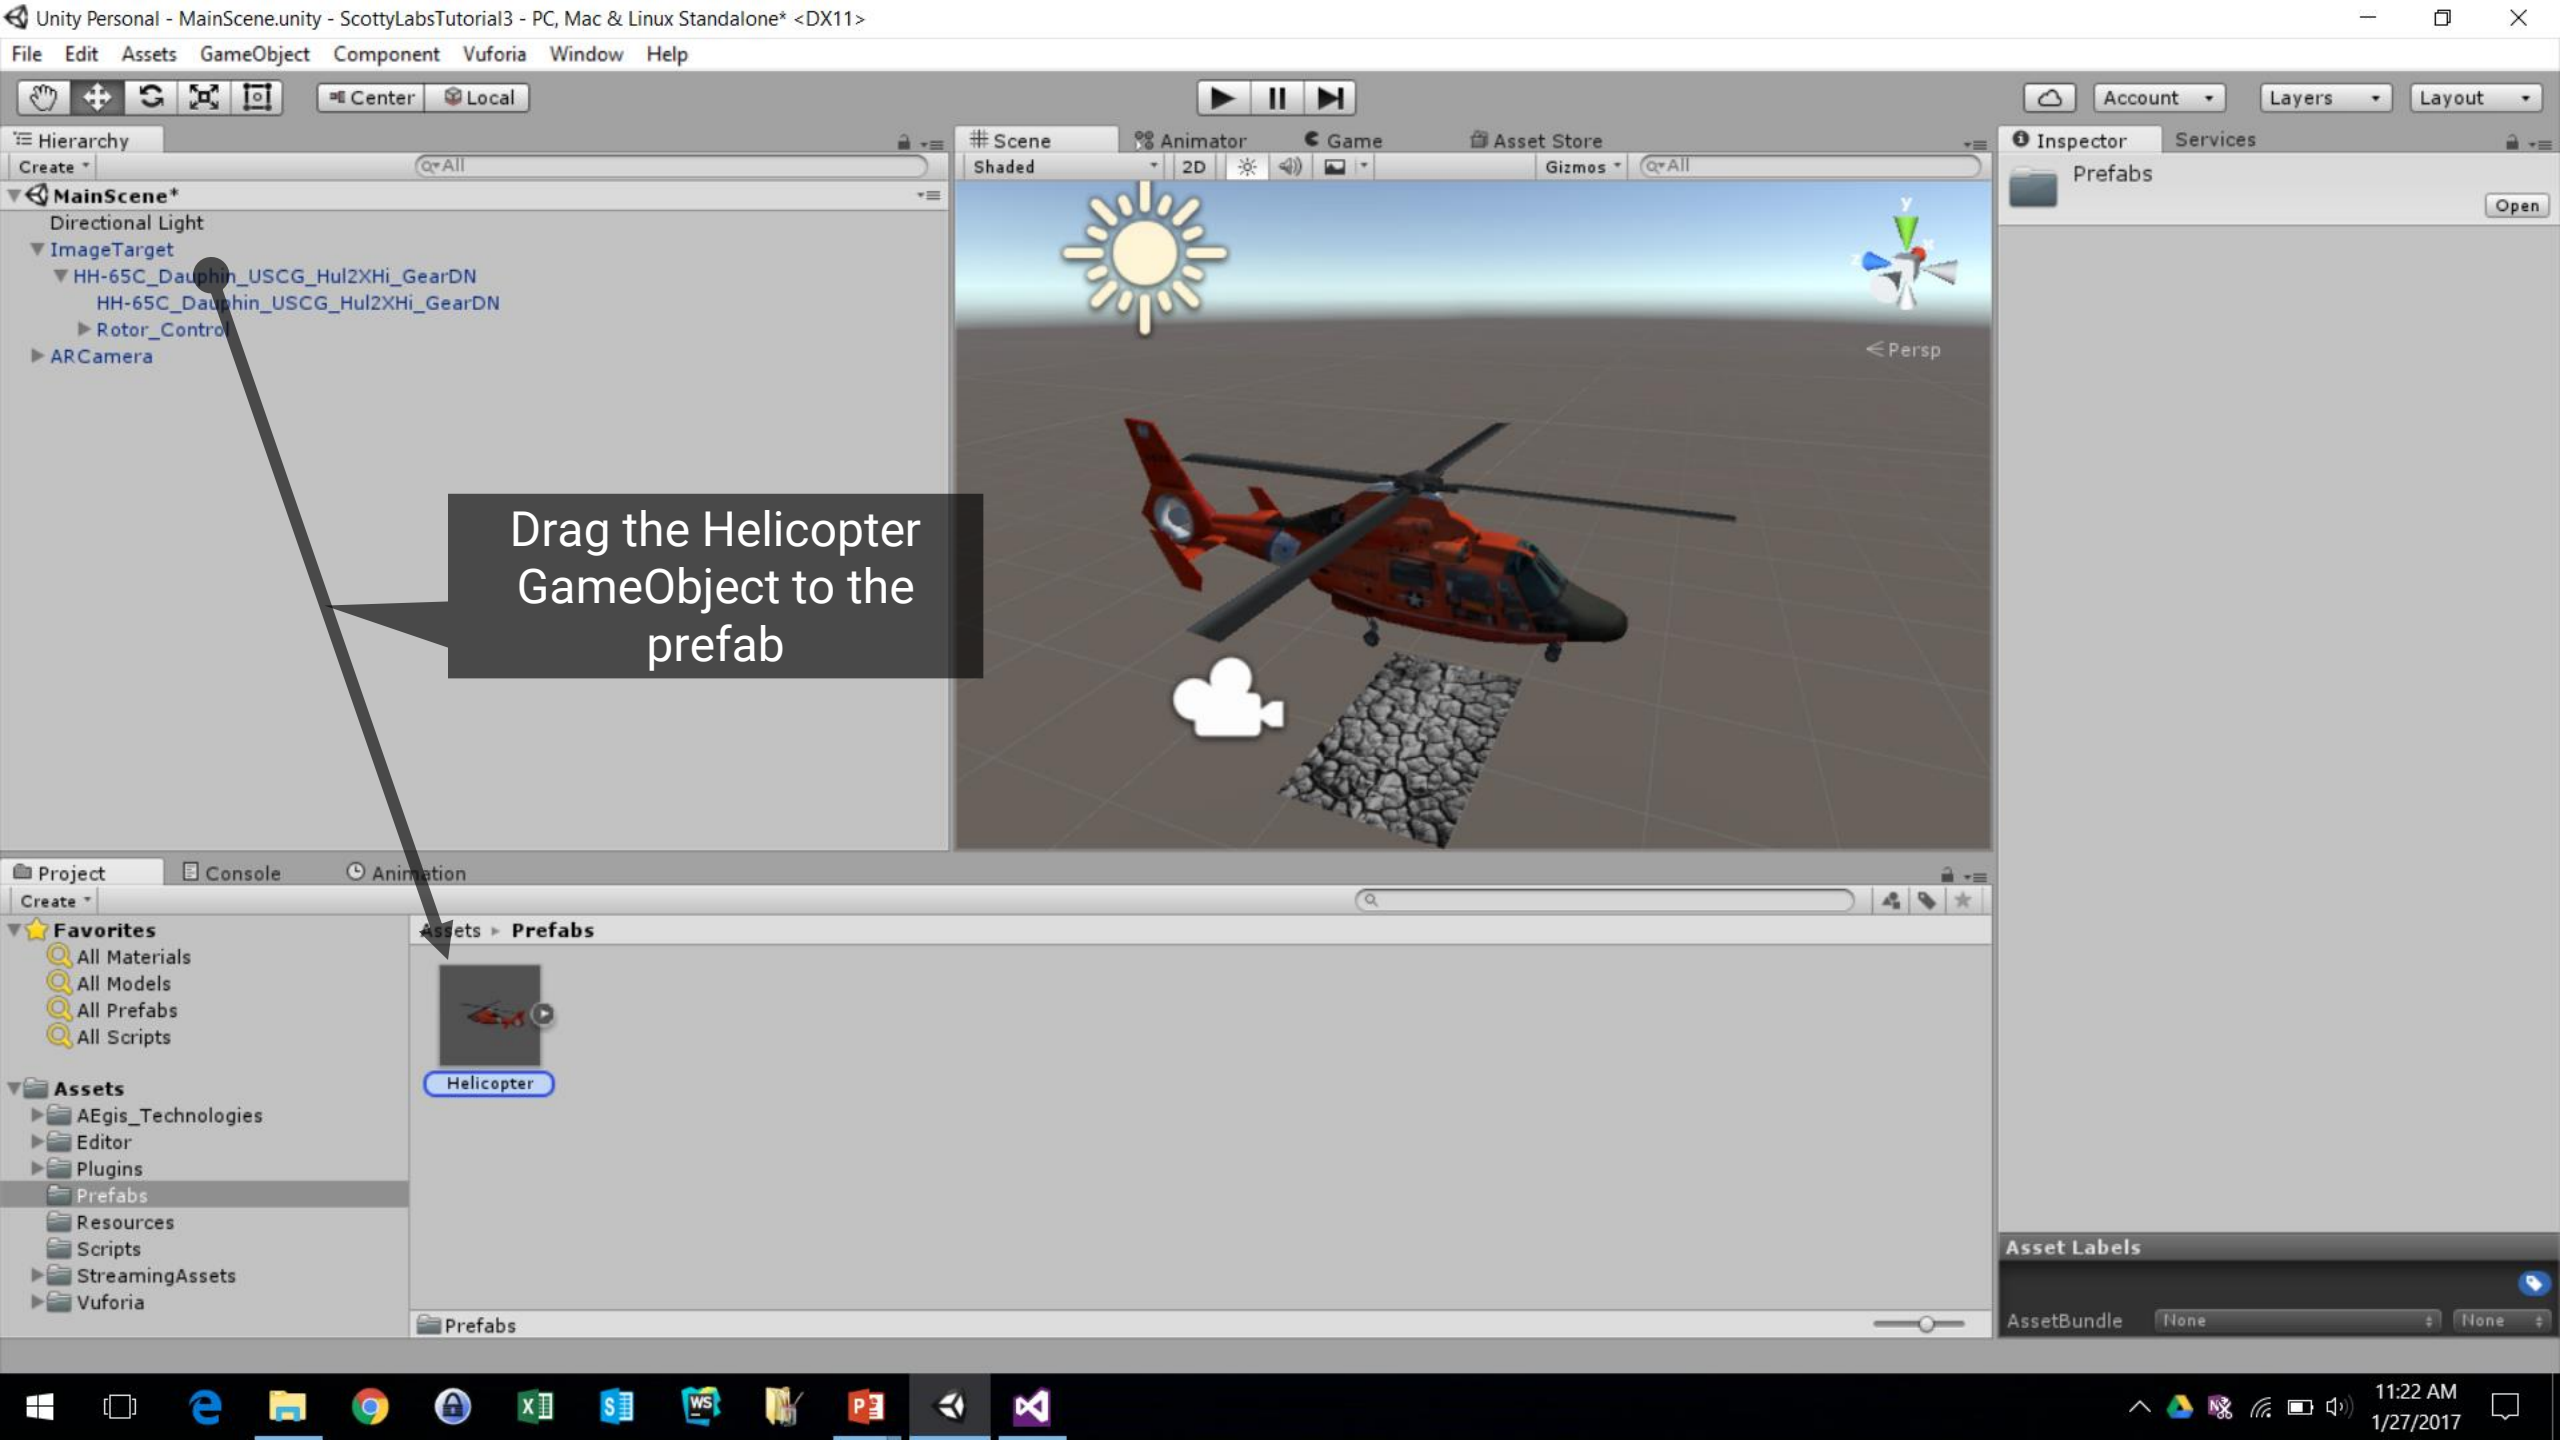 Unity Personal - MainScene.unity - ScottyLabsTutorial3 - PC, Mac & Linux Standalone* <DX11>
File Edit Assets GameObject Component Vuforia Window Help
Center Local
Account Layers Layout
Hierarchy
Create All
MainScene*
Directional Light
ImageTarget
HH-65C_Dauphin_USCG_Hul2XHi_GearDN
HH-65C_Dauphin_USCG_Hul2XHi_GearDN
Rotor_Control
ARCamera
Scene Animator Game Asset Store
Shaded 2D Gizmos All
y
x
z
Persp
Inspector Services
Prefabs
Open
Drag the Helicopter
GameObject to the
prefab
Project Console Animation
Create
Favorites
All Materials
All Models
All Prefabs
All Scripts
Assets
AEgis_Technologies
Editor
Plugins
Prefabs
Resources
Scripts
StreamingAssets
Vuforia
Assets Prefabs
Helicopter
Prefabs
Asset Labels
AssetBundle None None
11:22 AM
1/27/2017